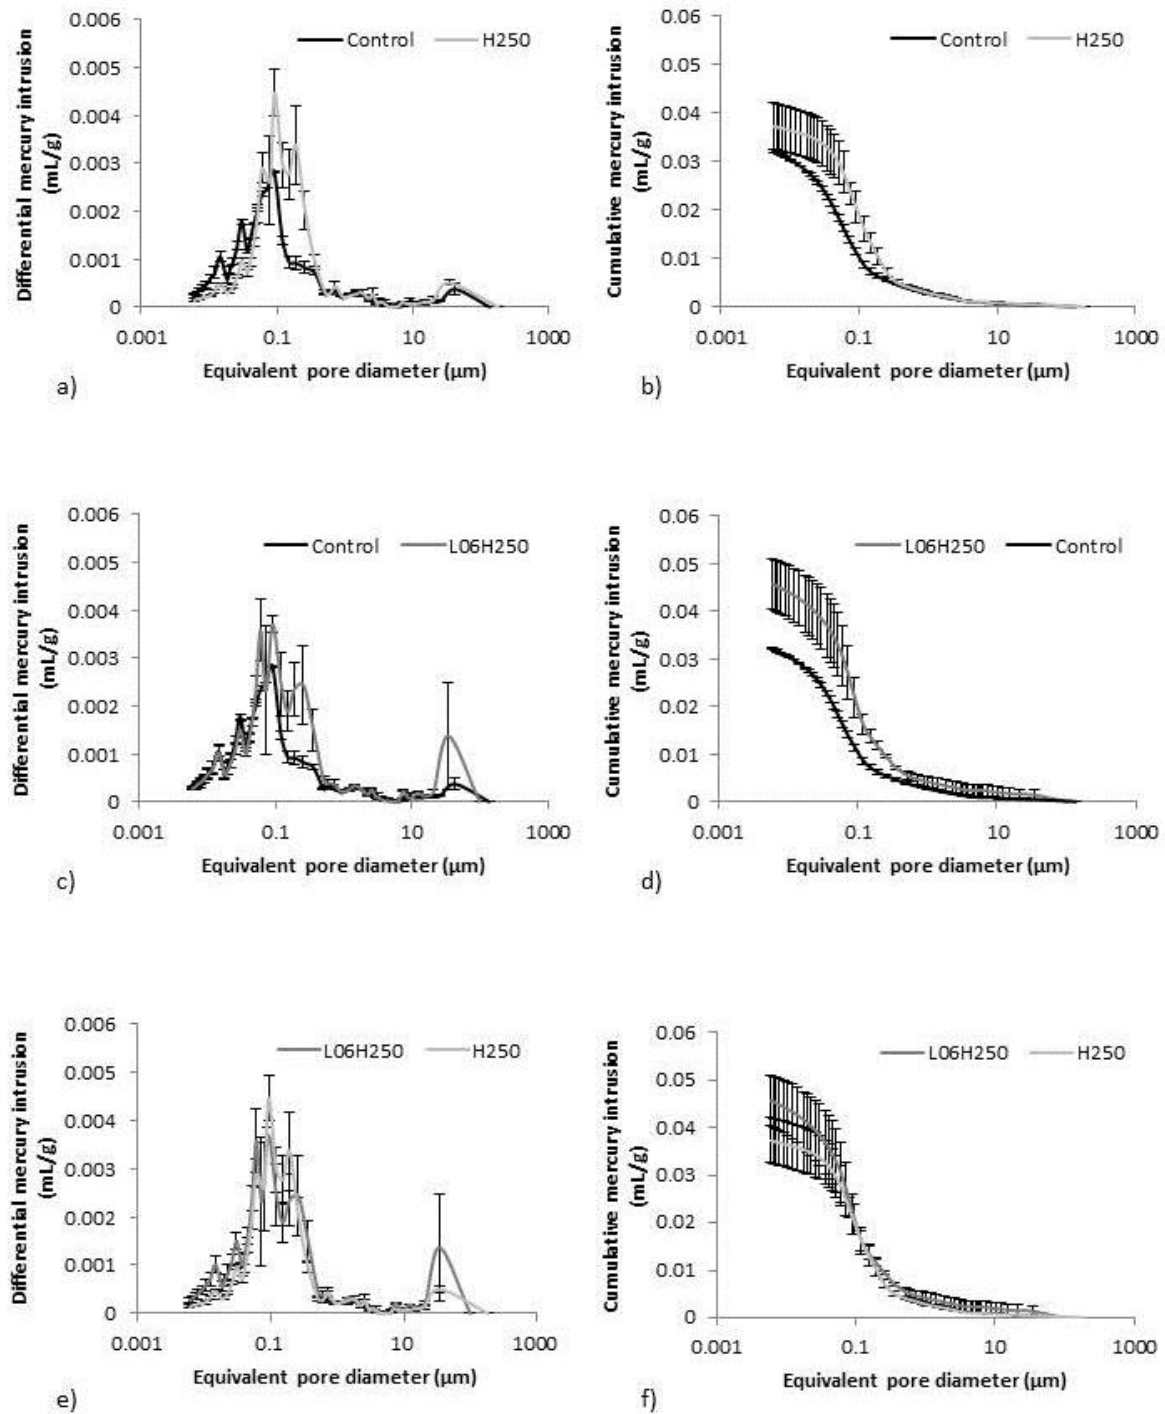 Differential mercury intrusion
(mL/g)
0.006
0.005
0.004
0.003
0.002
0.001
0
Control H250
0.001 0.1 10 1000
Equivalent pore diameter (µm)
a)
Cumulative mercury intrusion
(mL/g)
0.06
0.05
0.04
0.03
0.02
0.01
0
Control H250
0.001 0.1 10 1000
Equivalent pore diameter (µm)
b)
Differential mercury intrusion
(mL/g)
0.006
0.005
0.004
0.003
0.002
0.001
0
Control L06H250
0.001 0.1 10 1000
Equivalent pore diameter (µm)
c)
Cumulative mercury intrusion
(mL/g)
0.06
0.05
0.04
0.03
0.02
0.01
0
L06H250 Control
0.001 0.1 10 1000
Equivalent pore diameter (µm)
d)
Differential mercury intrusion
(mL/g)
0.006
0.005
0.004
0.003
0.002
0.001
0
L06H250 H250
0.001 0.1 10 1000
Equivalent pore diameter (µm)
e)
Cumulative mercury intrusion
(mL/g)
0.06
0.05
0.04
0.03
0.02
0.01
0
L06H250 H250
0.001 0.1 10 1000
Equivalent pore diameter (µm)
f)